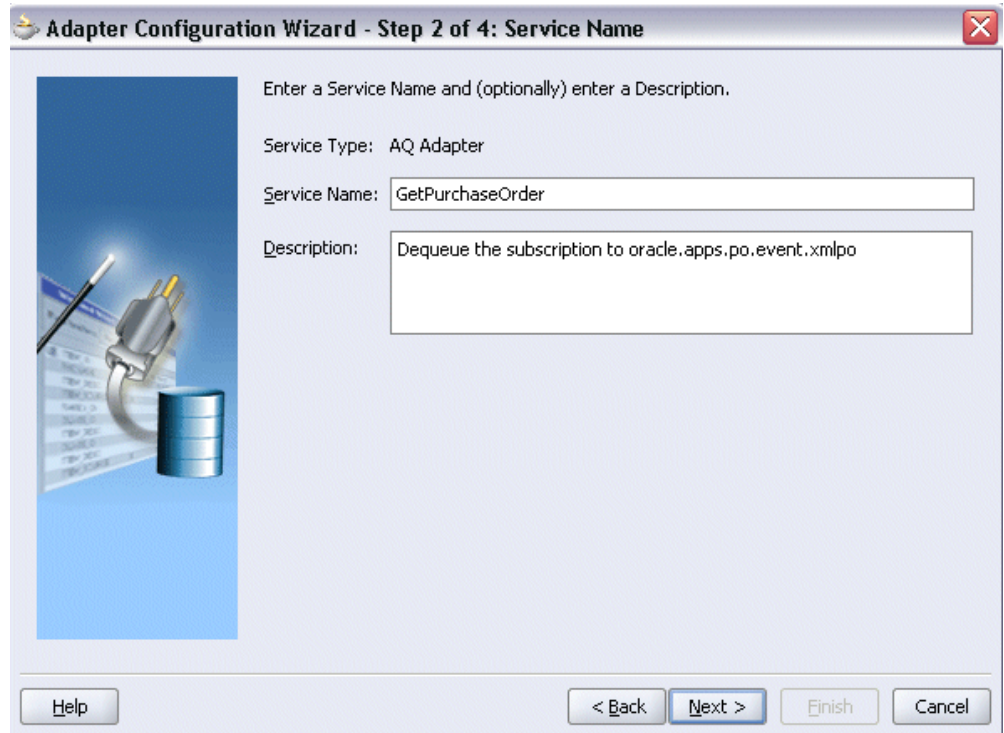 Adapter Configuration Wizard - Step 2 of 4: Service Name
Enter a Service Name and (optionally) enter a Description.
Service Type: AQ Adapter
Service Name: GetPurchaseOrder
Description: Dequeue the subscription to oracle.apps.po.event.xmlpo
Help
< Back
Next >
Finish
Cancel